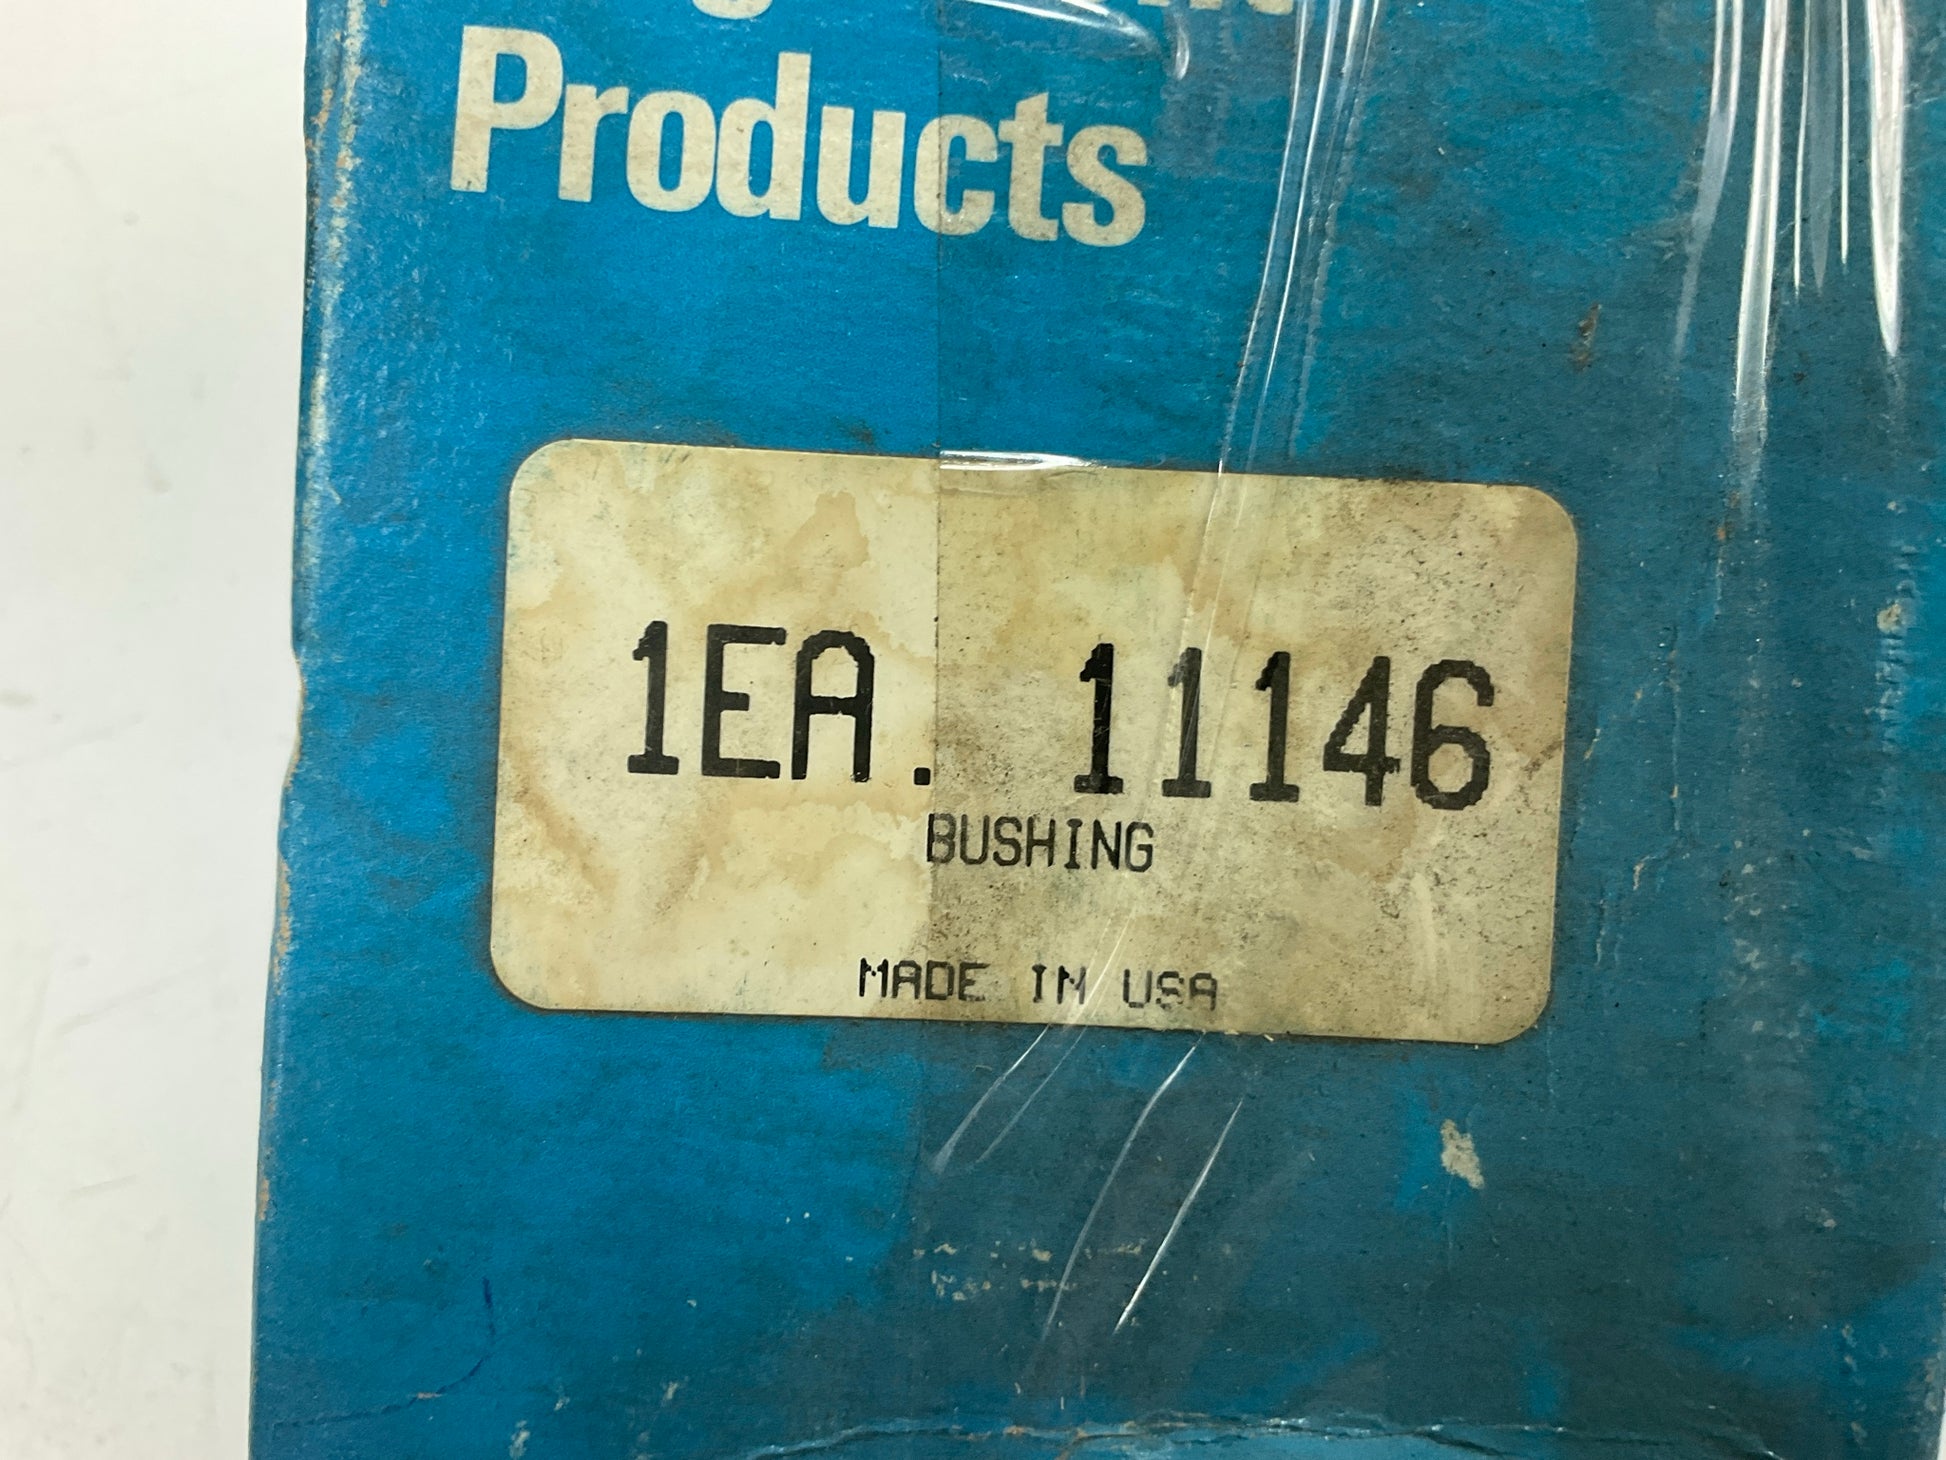 Products
1EA. 11146
BUSHING
MADE IN USA